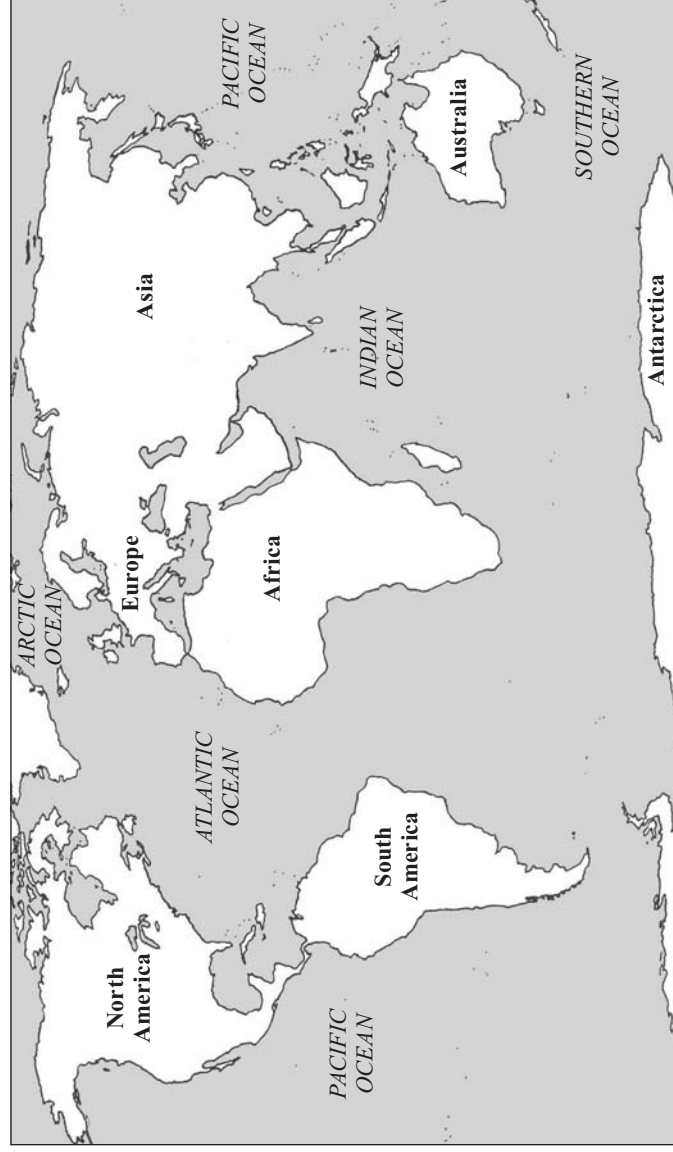 ARCTIC
OCEAN
North
America
Europe
Asia
ATLANTIC
OCEAN
PACIFIC
OCEAN
Africa
PACIFIC
OCEAN
INDIAN
OCEAN
South
America
Australia
SOUTHERN
OCEAN
Antarctica